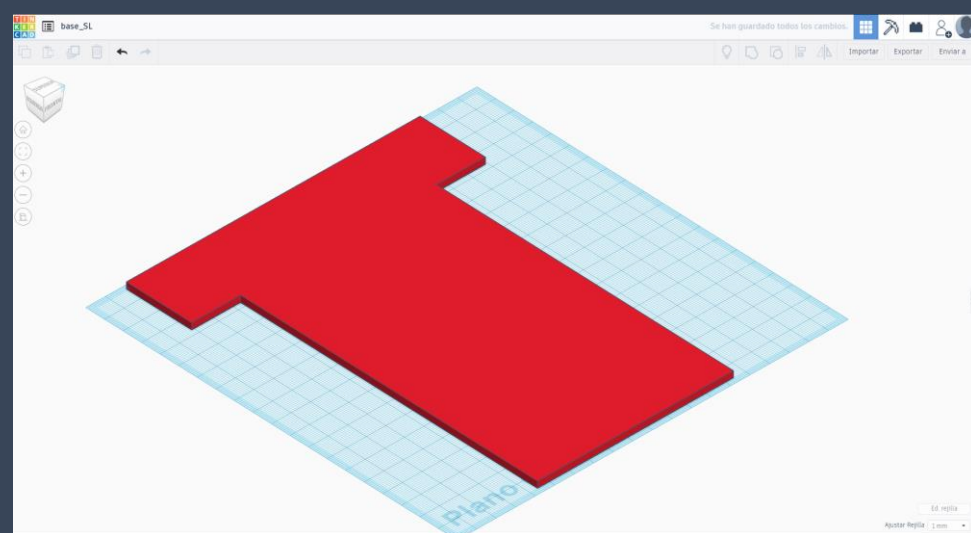 TIN
KER
CAD
base_SL
Se han guardado todos los cambios.
Importar
Exportar
Enviar a
Plano
Ed. rejilla
Ajustar Rejilla
1 mm